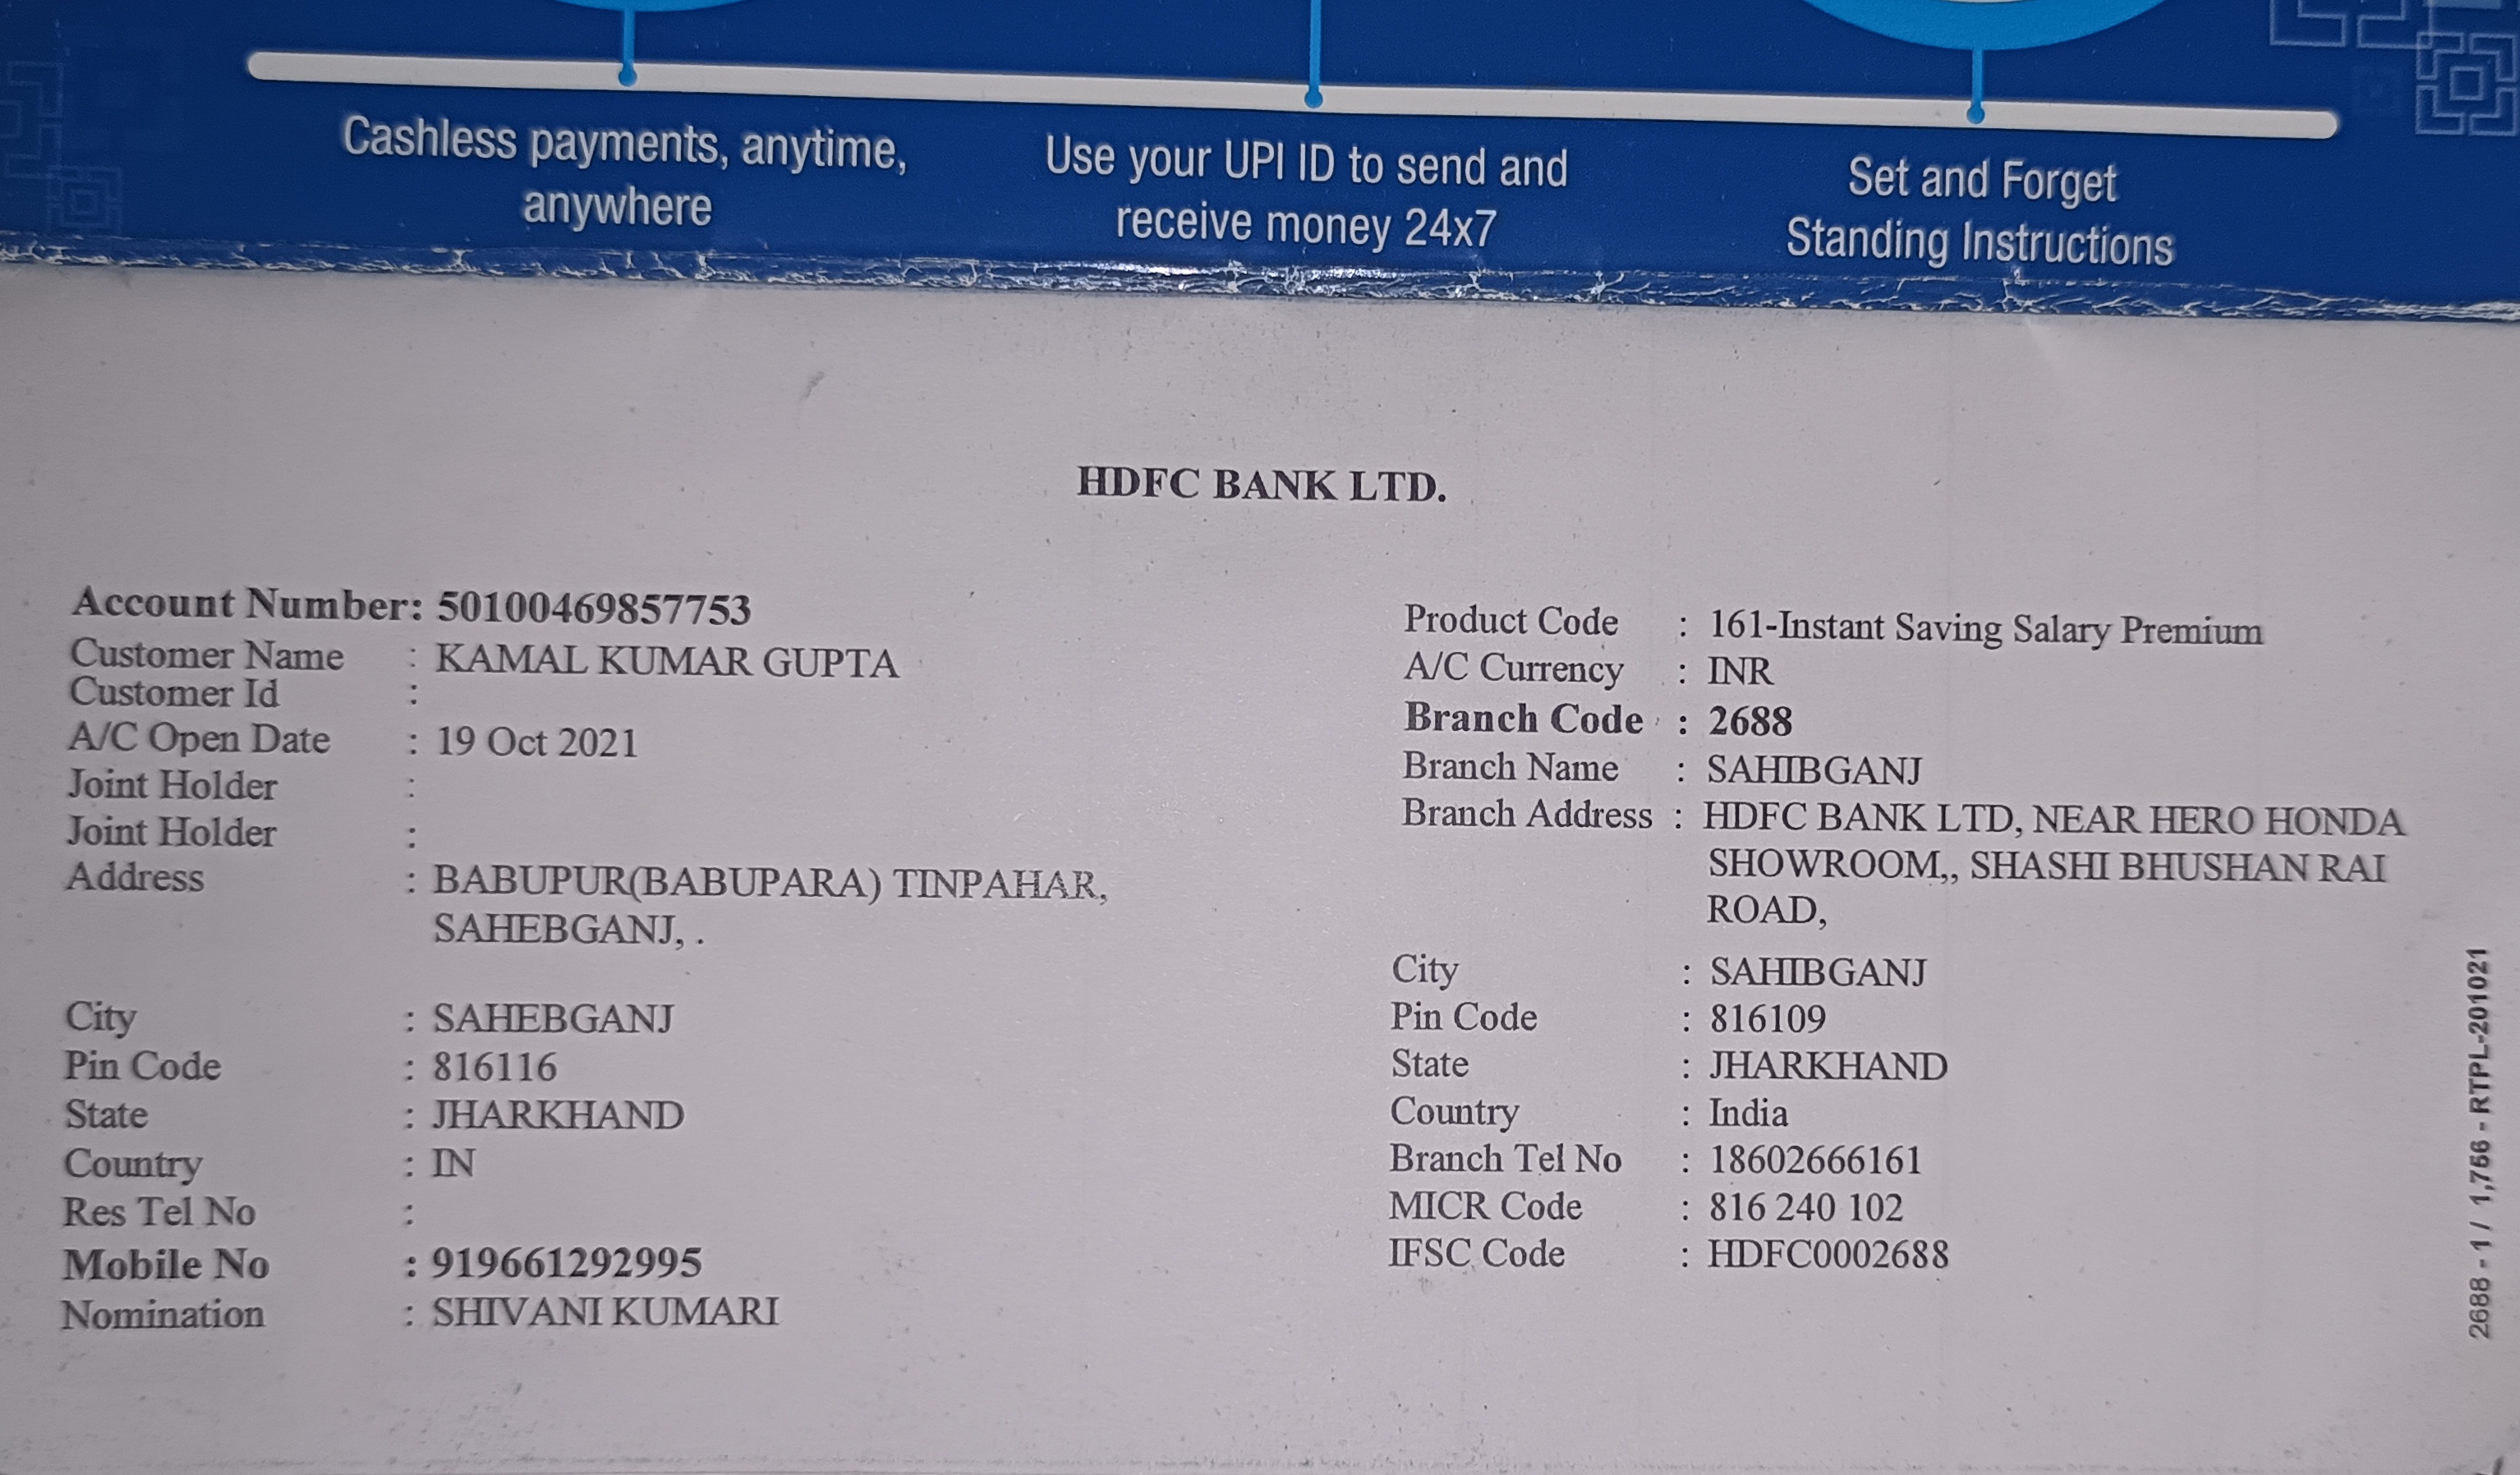 Cashless payments, anytime,
anywhere
Use your UPI ID to send and
receive money 24x7
Set and Forget
Standing Instructions
HDFC BANK LTD.
Account Number: 50100469857753
Customer Name : KAMAL KUMAR GUPTA
Customer Id :
A/C Open Date : 19 Oct 2021
Joint Holder :
Joint Holder :
Address : BABUPUR(BABUPARA) TINPAHAR,
SAHEBGANJ, .
City : SAHEBGANJ
Pin Code : 816116
State : JHARKHAND
Country : IN
Res Tel No :
Mobile No : 919661292995
Nomination : SHIVANI KUMARI
Product Code : 161-Instant Saving Salary Premium
A/C Currency : INR
Branch Code : 2688
Branch Name : SAHIBGANJ
Branch Address : HDFC BANK LTD, NEAR HERO HONDA
SHOWROOM,, SHASHI BHUSHAN RAI
ROAD,
City : SAHIBGANJ
Pin Code : 816109
State : JHARKHAND
Country : India
Branch Tel No : 18602666161
MICR Code : 816 240 102
IFSC Code : HDFC0002688
2688 - 1 / 1,756 - RTPL-201021